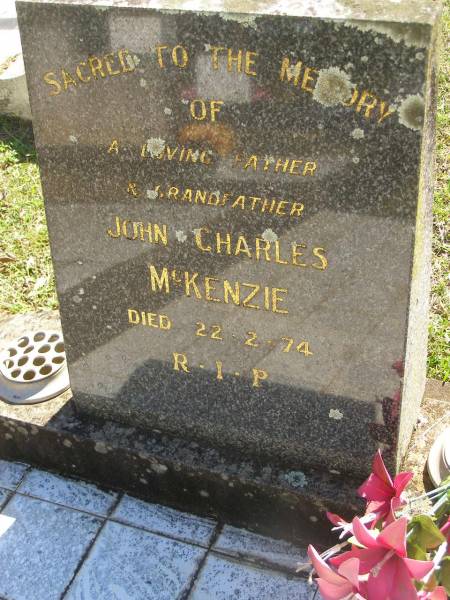 SACRED TO THE MEMORY
OF
A LOVING FATHER
& GRANDFATHER
JOHN CHARLES
McKENZIE
DIED 22·2·74
R·I·P